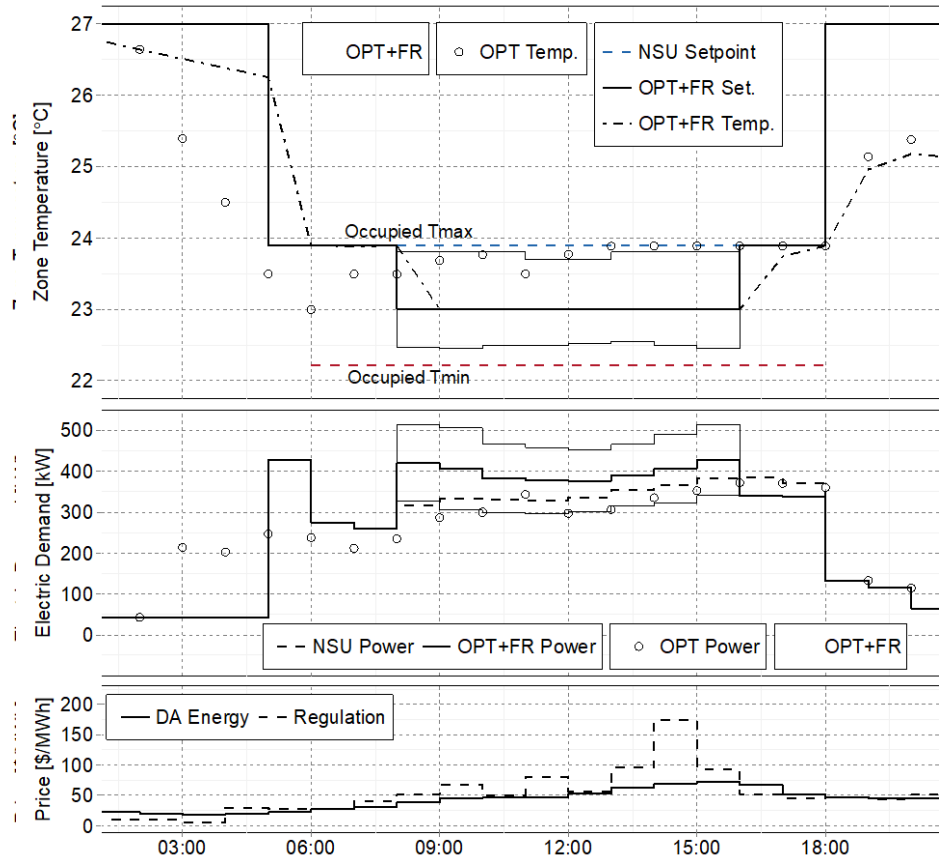 27
26
25
24
23
22
Zone Temperature [°C]
OPT+FR
OPT Temp.
NSU Setpoint
OPT+FR Set.
OPT+FR Temp.
Occupied Tmax
Occupied Tmin
500
400
300
200
100
0
Electric Demand [kW]
NSU Power
OPT+FR Power
OPT Power
OPT+FR
200
150
100
50
0
Price [$/MWh]
DA Energy
Regulation
03:00
06:00
09:00
12:00
15:00
18:00